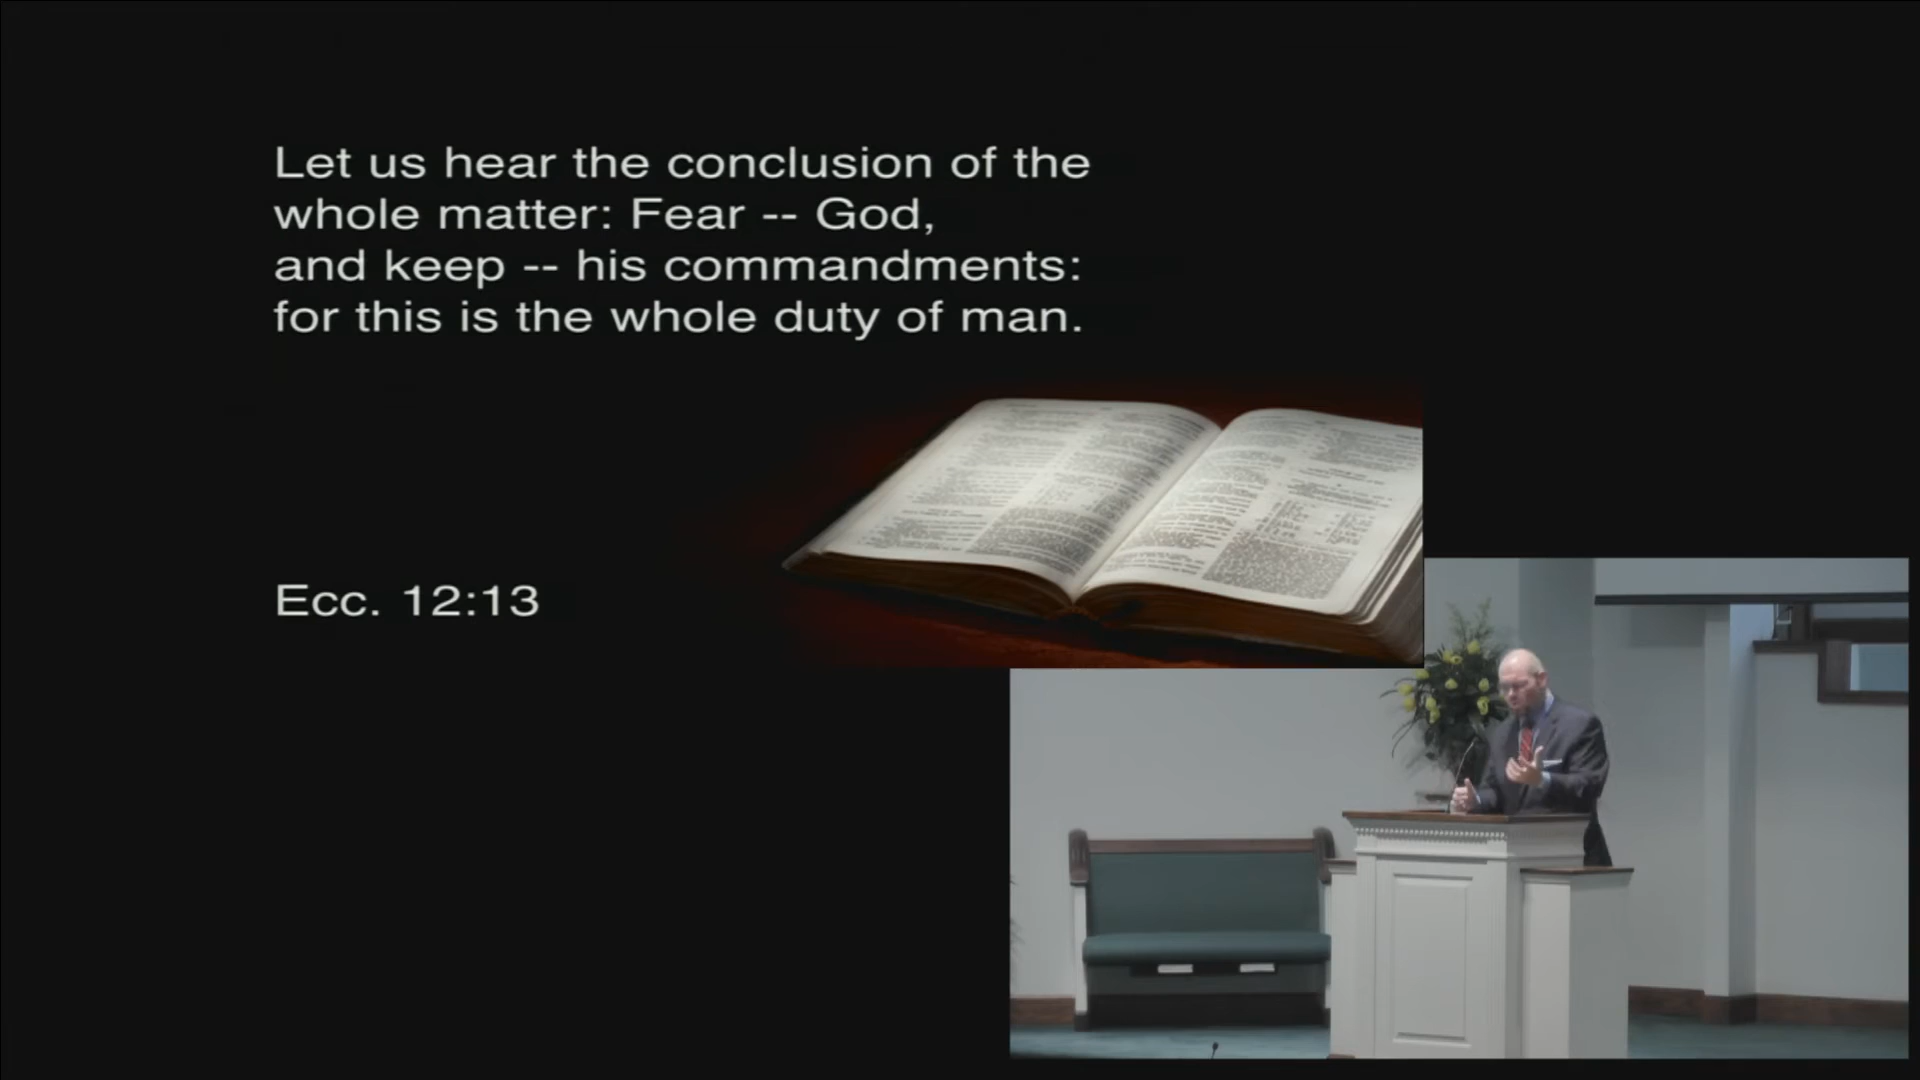 Let us hear the conclusion of the
whole matter: Fear -- God,
and keep -- his commandments:
for this is the whole duty of man.
Ecc. 12:13